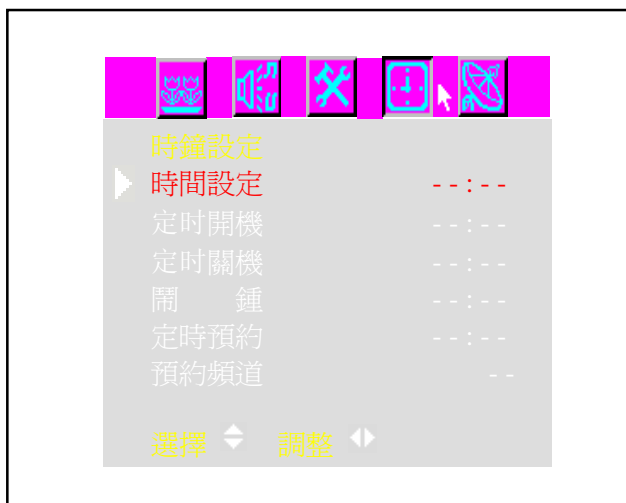 時鐘設定
時間設定 --:--
定时開機 --:--
定时關機 --:--
鬧 鍾 --:--
定時預約 --:--
預約頻道 --
選擇 調整